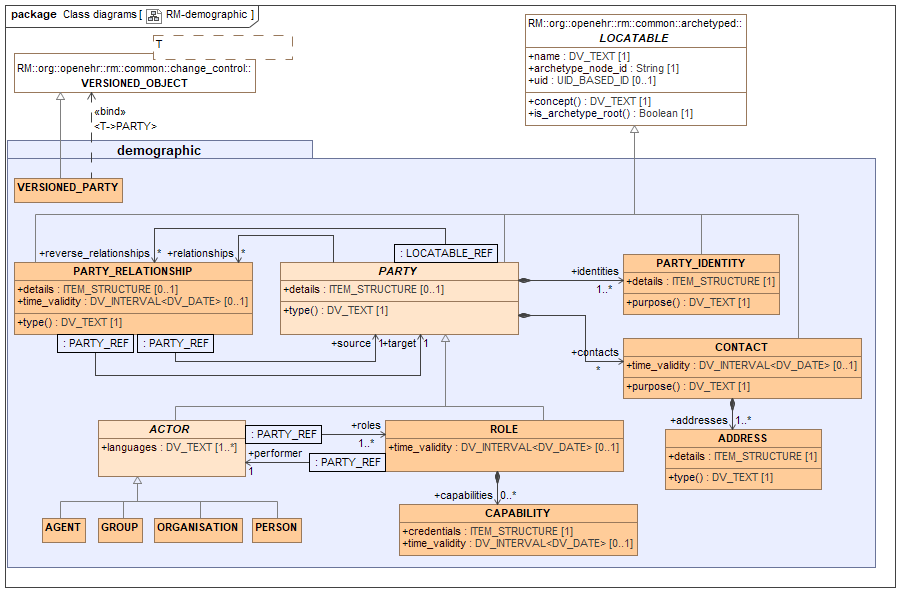 package Class diagrams [ RM-demographic ]
T
RM::org::openehr::rm::common::change_control::
VERSIONED_OBJECT
RM::org::openehr::rm::common::archetyped::
LOCATABLE
+name : DV_TEXT [1]
+archetype_node_id : String [1]
+uid : UID_BASED_ID [0..1]
+concept() : DV_TEXT [1]
+is_archetype_root() : Boolean [1]
«bind»
<T->PARTY>
demographic
VERSIONED_PARTY
+reverse_relationships
*
+relationships
*
: LOCATABLE_REF
PARTY_RELATIONSHIP
+details : ITEM_STRUCTURE [0..1]
+time_validity : DV_INTERVAL<DV_DATE> [0..1]
+type() : DV_TEXT [1]
PARTY
+details : ITEM_STRUCTURE [0..1]
+type() : DV_TEXT [1]
+identities
1..*
PARTY_IDENTITY
+details : ITEM_STRUCTURE [1]
+purpose() : DV_TEXT [1]
: PARTY_REF
: PARTY_REF
+source
1
+target
1
+contacts
*
CONTACT
+time_validity : DV_INTERVAL<DV_DATE> [0..1]
+purpose() : DV_TEXT [1]
+addresses
1..*
ADDRESS
+details : ITEM_STRUCTURE [1]
+type() : DV_TEXT [1]
ACTOR
+languages : DV_TEXT [1..*]
: PARTY_REF
+roles
1..*
+performer
1
: PARTY_REF
ROLE
+time_validity : DV_INTERVAL<DV_DATE> [0..1]
+capabilities
0..*
CAPABILITY
+credentials : ITEM_STRUCTURE [1]
+time_validity : DV_INTERVAL<DV_DATE> [0..1]
AGENT
GROUP
ORGANISATION
PERSON